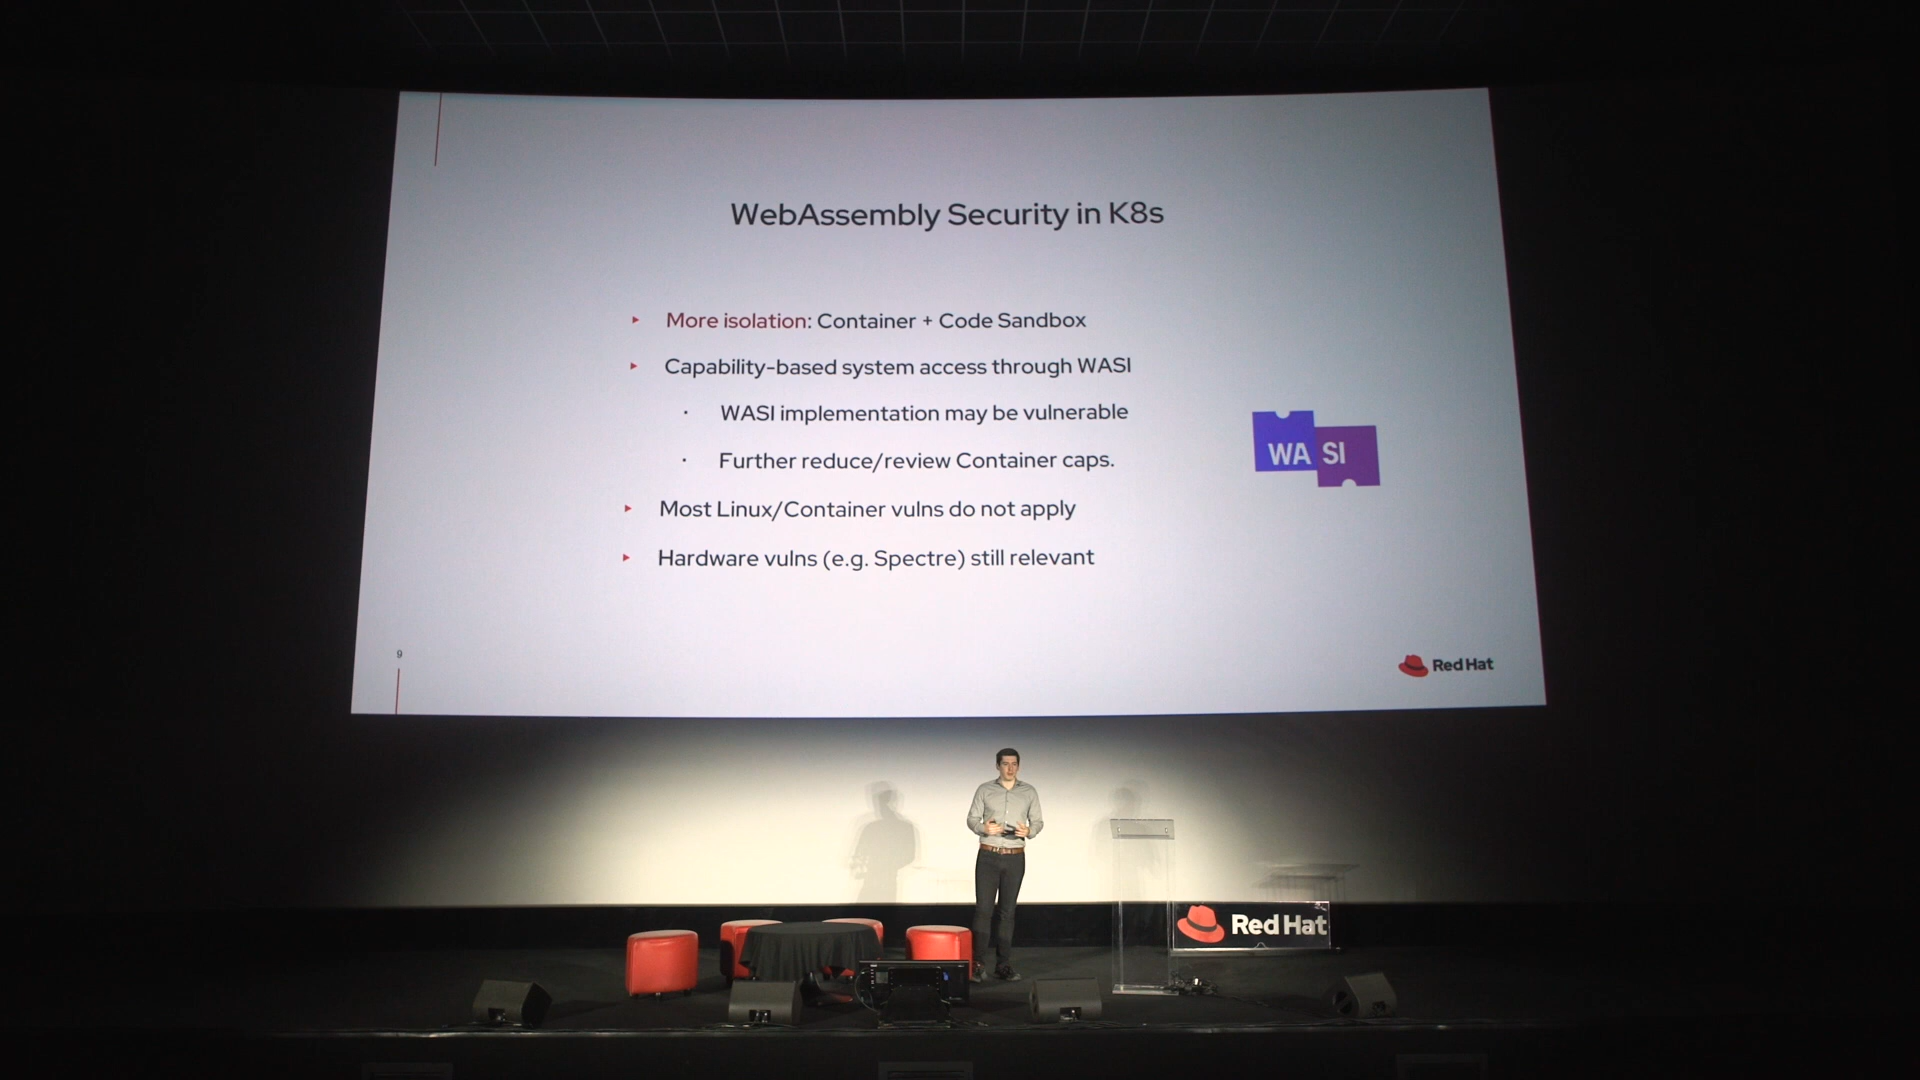 WebAssembly Security in K8s
More isolation: Container + Code Sandbox
Capability-based system access through WASI
WASI implementation may be vulnerable
Further reduce/review Container caps.
Most Linux/Container vulns do not apply
Hardware vulns (e.g. Spectre) still relevant
WA SI
9
Red Hat
Red Hat